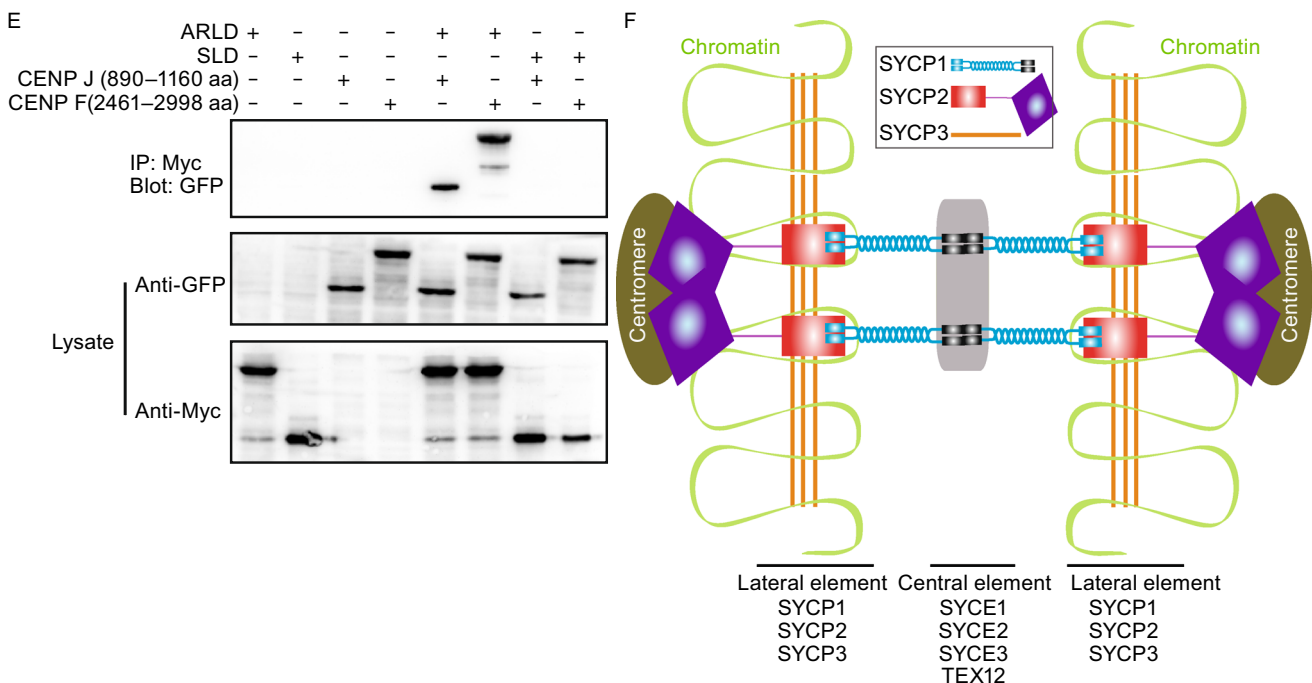 E
ARLD + – – – + + – –
SLD – + – – – – + +
CENP J (890–1160 aa) – – + – + – + –
CENP F(2461–2998 aa) – – – + – + – +
IP: Myc
Blot: GFP
Anti-GFP
Lysate
Anti-Myc
F
Chromatin
Chromatin
SYCP1
SYCP2
SYCP3
Centromere
Centromere
Lateral element Central element Lateral element
SYCP1 SYCE1 SYCP1
SYCP2 SYCE2 SYCP2
SYCP3 SYCE3 SYCP3
TEX12